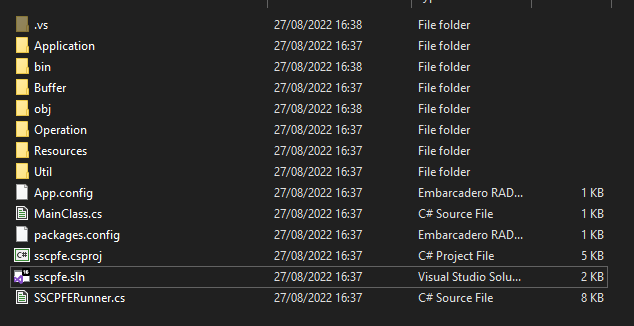 .vs 27/08/2022 16:38 File folder
Application 27/08/2022 16:37 File folder
bin 27/08/2022 16:38 File folder
Buffer 27/08/2022 16:37 File folder
obj 27/08/2022 16:38 File folder
Operation 27/08/2022 16:37 File folder
Resources 27/08/2022 16:37 File folder
Util 27/08/2022 16:37 File folder
App.config 27/08/2022 16:37 Embarcadero RAD... 1 KB
MainClass.cs 27/08/2022 16:37 C# Source File 1 KB
packages.config 27/08/2022 16:37 Embarcadero RAD... 1 KB
C# sscpfe.csproj 27/08/2022 16:37 C# Project File 5 KB
sscpfe.sln 27/08/2022 16:37 Visual Studio Solu... 2 KB
SSCPFERunner.cs 27/08/2022 16:37 C# Source File 8 KB